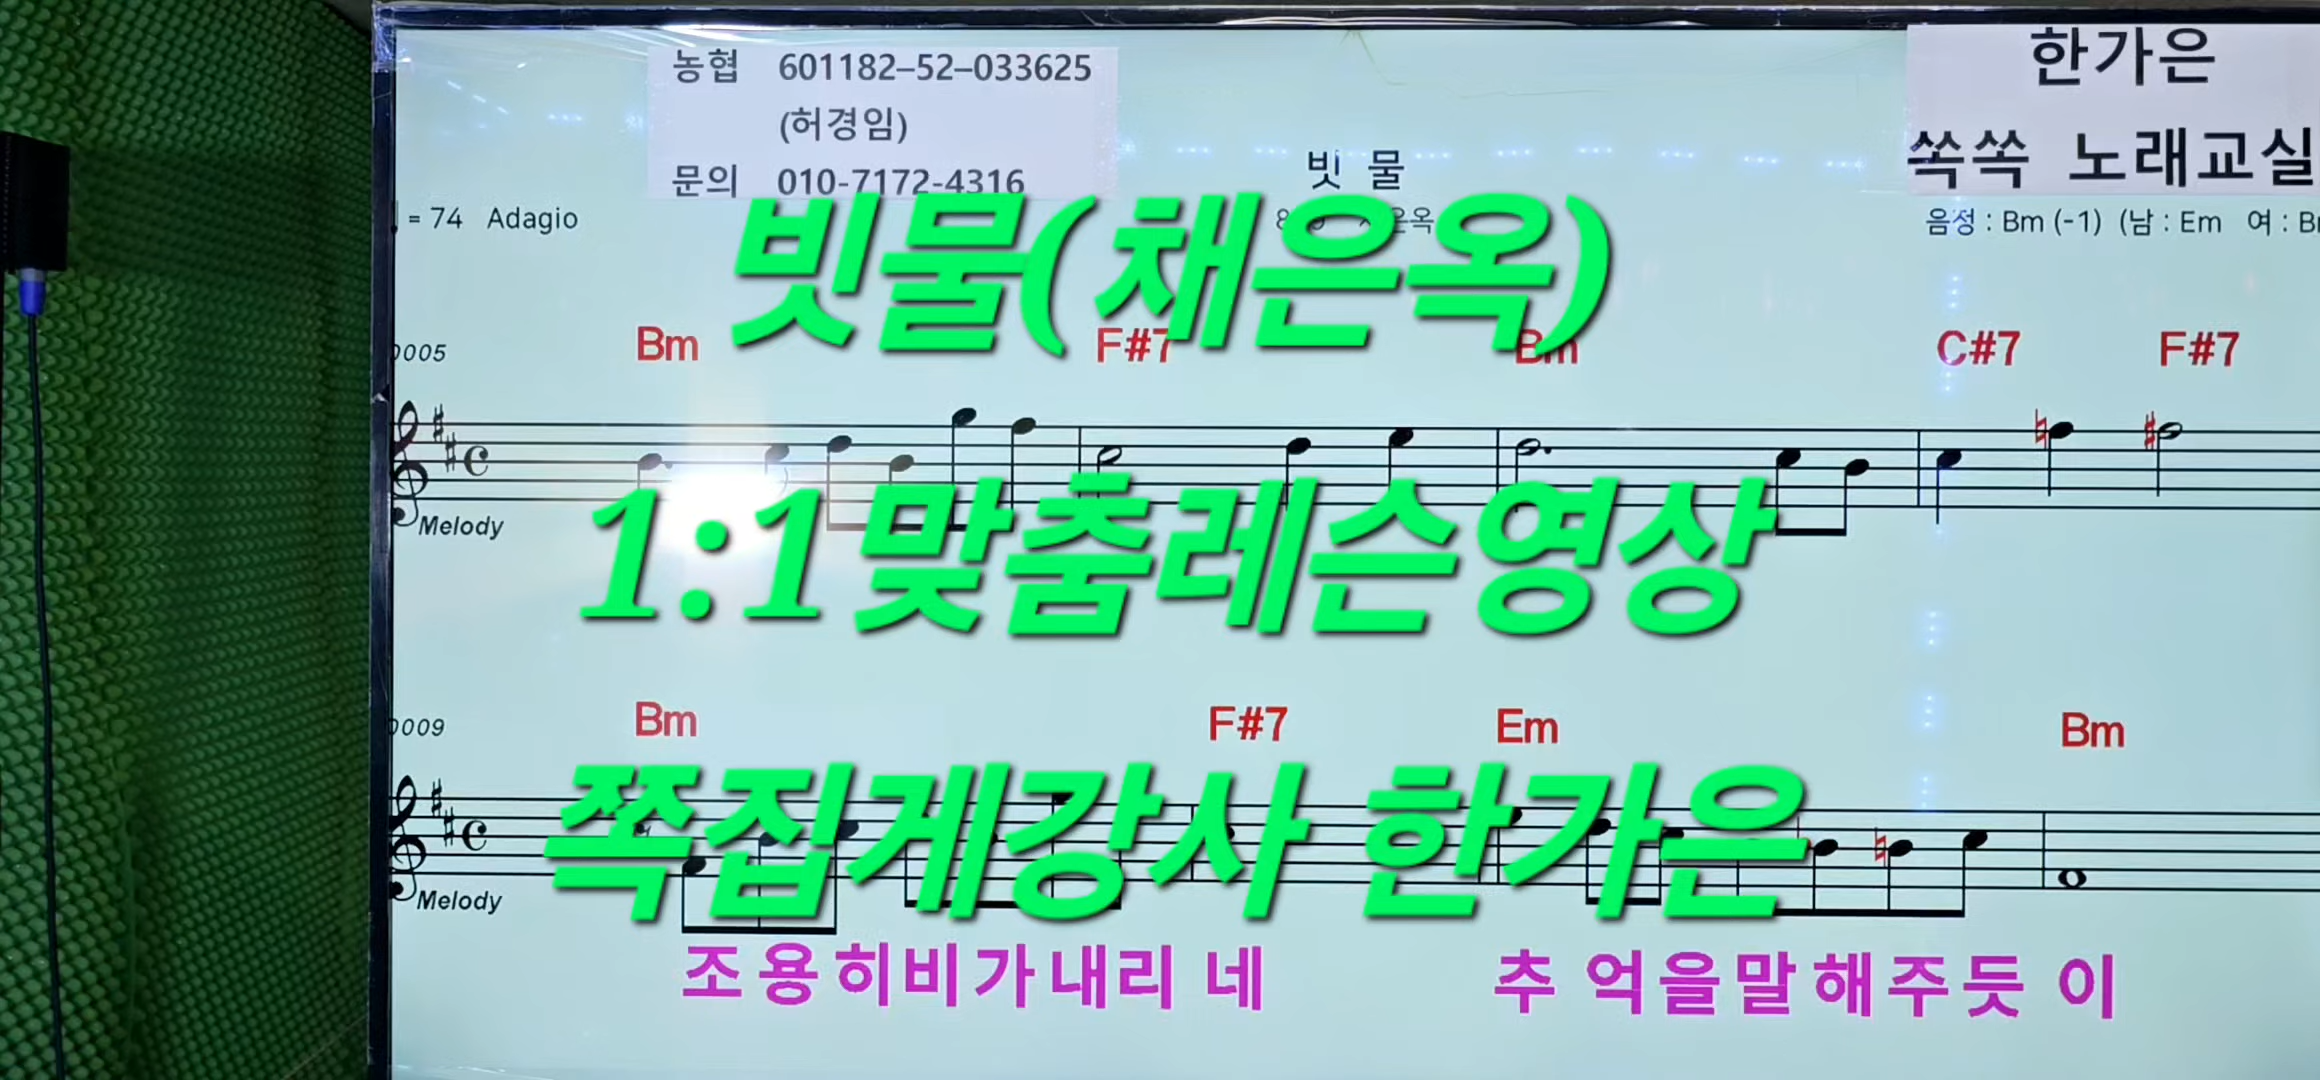 농협 601182–52–033625
(허경임)
문의 010-7172-4316
한가은
쏙쏙 노래교실
빗 물
= 74 Adagio
음정 : Bm (-1) (남 : Em 여 :
빗물(채은옥)
0005
Bm F#7 Bm C#7 F#7
Melody
1:1맞춤레슨영상
0009
Bm F#7 Em Bm
Melody
쪽집게강사 한가은
조용히비가내리 네 추 억을말해주듯 이